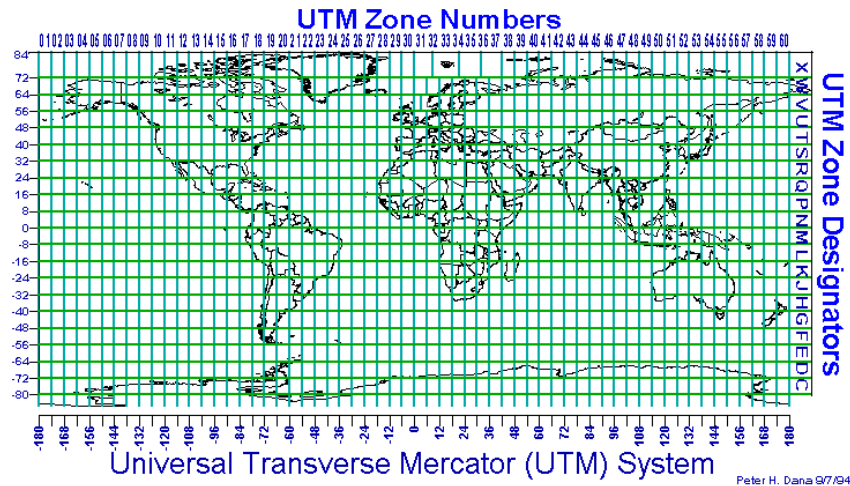 UTM Zone Numbers
01 02 03 04 05 06 07 08 09 10 11 12 13 14 15 16 17 18 19 20 21 22 23 24 25 26 27 28 29 30 31 32 33 34 35 36 37 38 39 40 41 42 43 44 45 46 47 48 49 50 51 52 53 54 55 56 57 58 59 60
84
72
64
56
48
40
32
24
16
8
0
-8
-16
-24
-32
-40
-48
-56
-64
-72
-80
X
W
V
U
T
S
R
Q
P
N
M
L
K
J
H
G
F
E
D
C
UTM Zone Designators
-180 -168 -156 -144 -132 -120 -108 -96 -84 -72 -60 -48 -36 -24 -12 0 12 24 36 48 60 72 84 96 108 120 132 144 156 168 180
Universal Transverse Mercator (UTM) System
Peter H. Dana 9/7/94